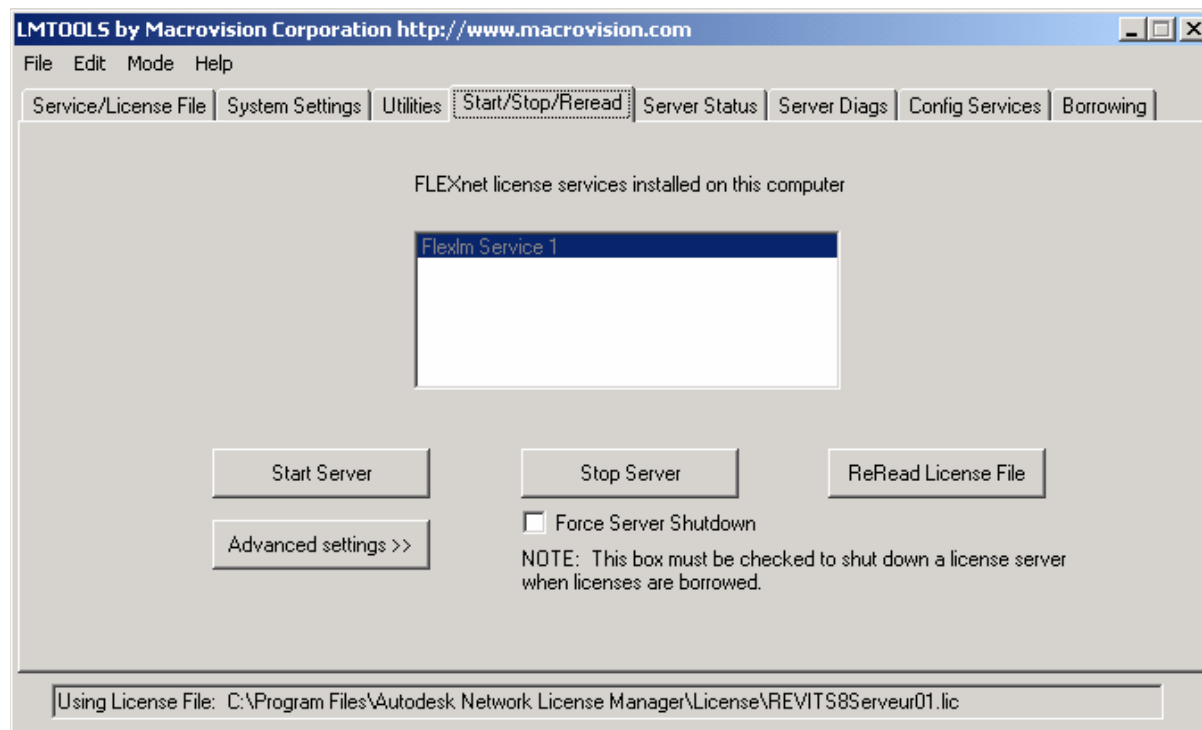 LMTOOLS by Macrovision Corporation http://www.macrovision.com
File Edit Mode Help
Service/License File System Settings Utilities Start/Stop/Reread Server Status Server Diags Config Services Borrowing
FLEXnet license services installed on this computer
Flexlm Service 1
Start Server Stop Server ReRead License File
Force Server Shutdown
Advanced settings >>
NOTE: This box must be checked to shut down a license server
when licenses are borrowed.
Using License File: C:\Program Files\Autodesk Network License Manager\License\REVITS8Serveur01.lic